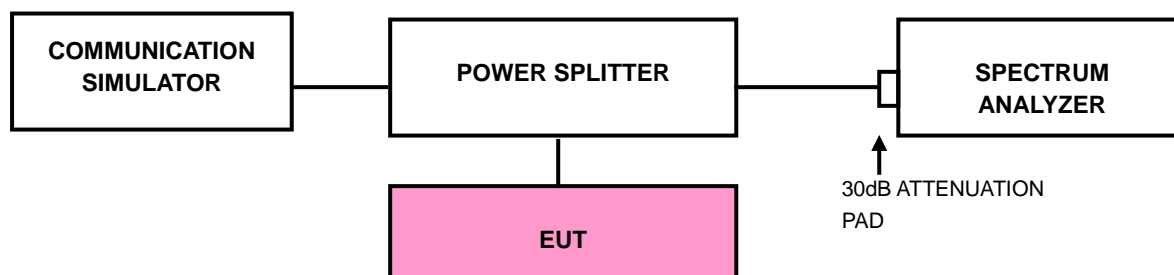 COMMUNICATION
SIMULATOR
POWER SPLITTER
SPECTRUM
ANALYZER
30dB ATTENUATION
PAD
EUT